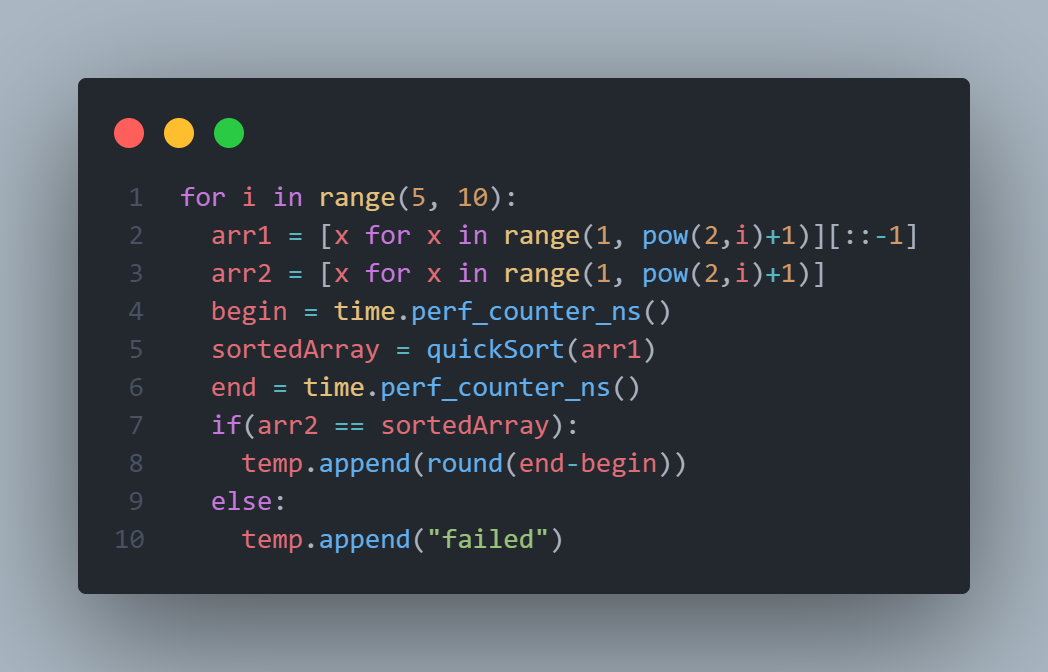 1 for i in range(5, 10):
2   arr1 = [x for x in range(1, pow(2,i)+1)][::-1]
3   arr2 = [x for x in range(1, pow(2,i)+1)]
4   begin = time.perf_counter_ns()
5   sortedArray = quickSort(arr1)
6   end = time.perf_counter_ns()
7   if(arr2 == sortedArray):
8     temp.append(round(end-begin))
9   else:
10     temp.append("failed")